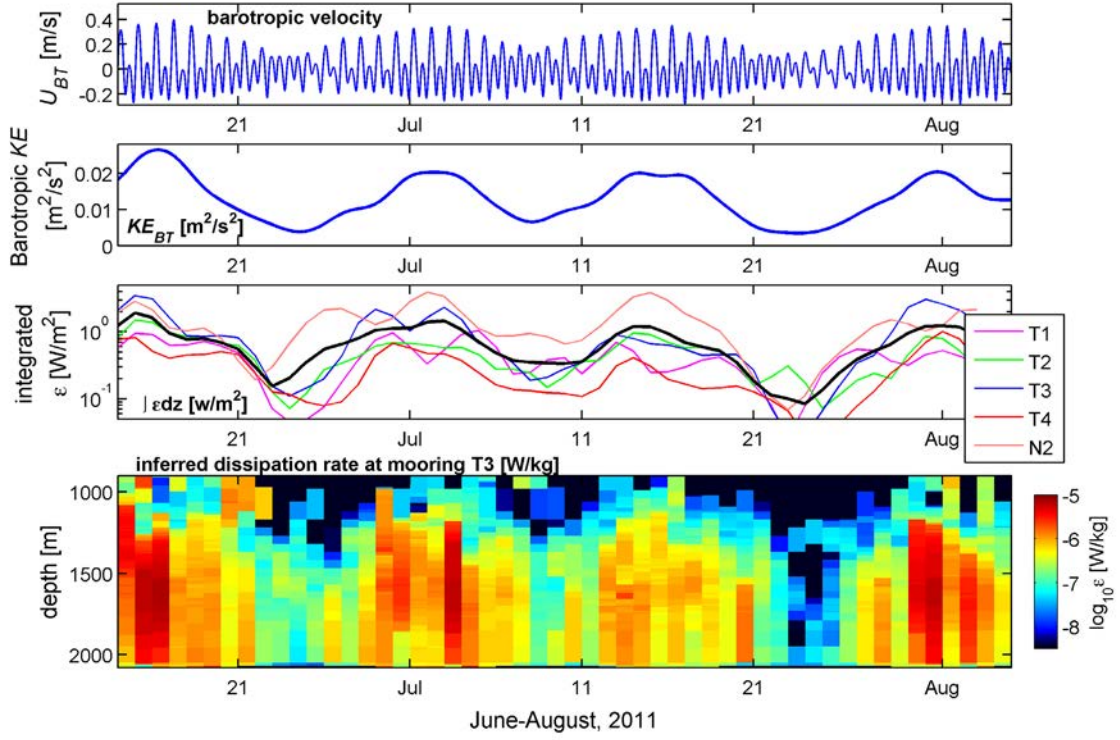 barotropic velocity
U_BT [m/s]
0.4
0.2
0
-0.2
21
Jul
11
21
Aug
Barotropic KE
[m²/s²]
0.02
0.01
0
KE_BT [m²/s²]
21
Jul
11
21
Aug
integrated
ε [W/m²]
10⁰
10⁻¹
∫ εdz [w/m²]
T1
T2
T3
T4
N2
21
Jul
11
21
Aug
inferred dissipation rate at mooring T3 [W/kg]
depth [m]
1000
1500
2000
-5
-6
-7
-8
log₁₀ε [W/kg]
21
Jul
11
21
Aug
June-August, 2011